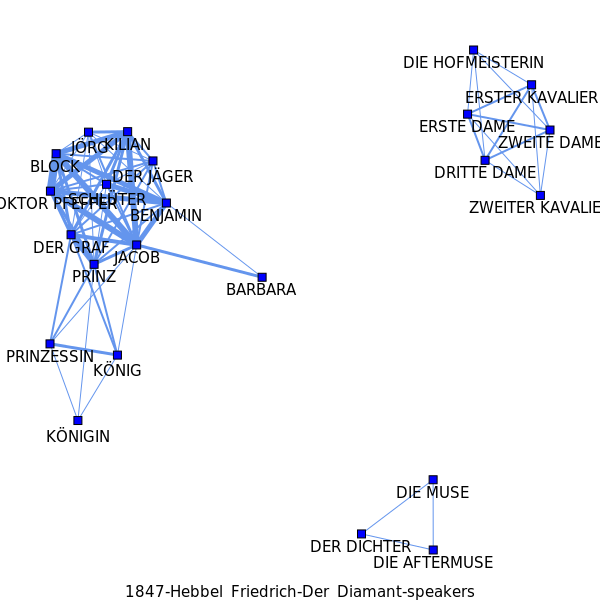 DIE HOFMEISTERIN
ERSTER KAVALIER
ERSTE DAME
ZWEITE DAME
DRITTE DAME
ZWEITER KAVALIE
JÖRG
KILIAN
BLOCK
DER JÄGER
OKTOR PFEFFER
SCHLÜTER
BENJAMIN
DER GRAF
JACOB
PRINZ
BARBARA
PRINZESSIN
KÖNIG
KÖNIGIN
DIE MUSE
DER DICHTER
DIE AFTERMUSE
1847-Hebbel Friedrich-Der Diamant-speakers